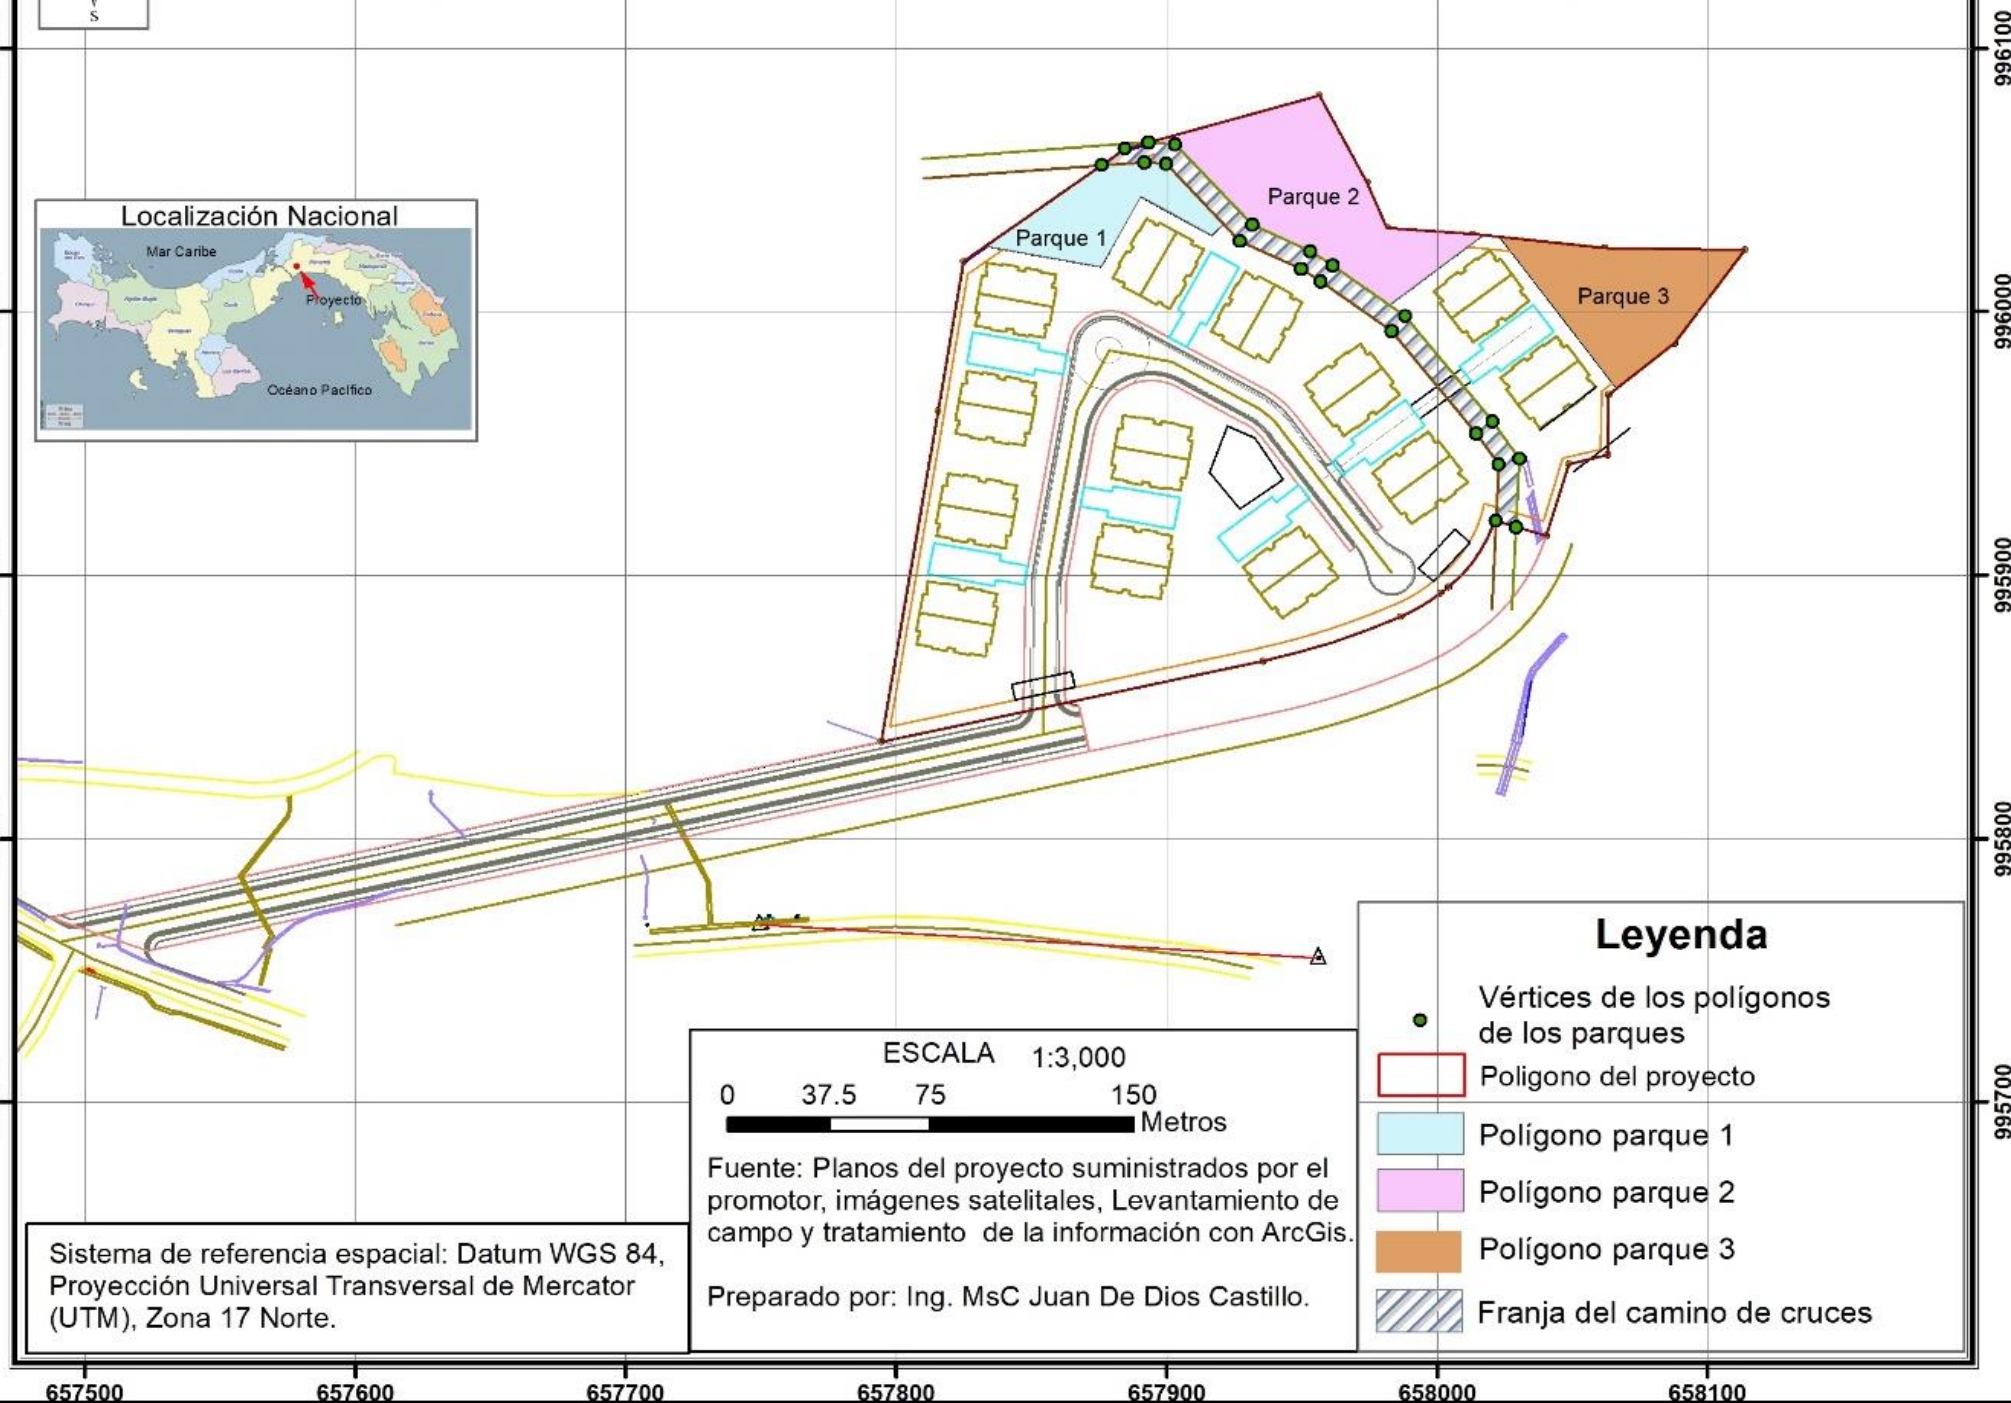 S
996100
Localización Nacional
Mar Caribe
Proyecto
Océano Pacífico
Parque 2
Parque 1
Parque 3
996000
995900
995800
995700
ESCALA 1:3,000
0 37.5 75 150
Metros
Fuente: Planos del proyecto suministrados por el
promotor, imágenes satelitales, Levantamiento de
campo y tratamiento de la información con ArcGis.
Preparado por: Ing. MsC Juan De Dios Castillo.
Sistema de referencia espacial: Datum WGS 84,
Proyección Universal Transversal de Mercator
(UTM), Zona 17 Norte.
Leyenda
Vértices de los polígonos
de los parques
Poligono del proyecto
Polígono parque 1
Polígono parque 2
Polígono parque 3
Franja del camino de cruces
657500 657600 657700 657800 657900 658000 658100